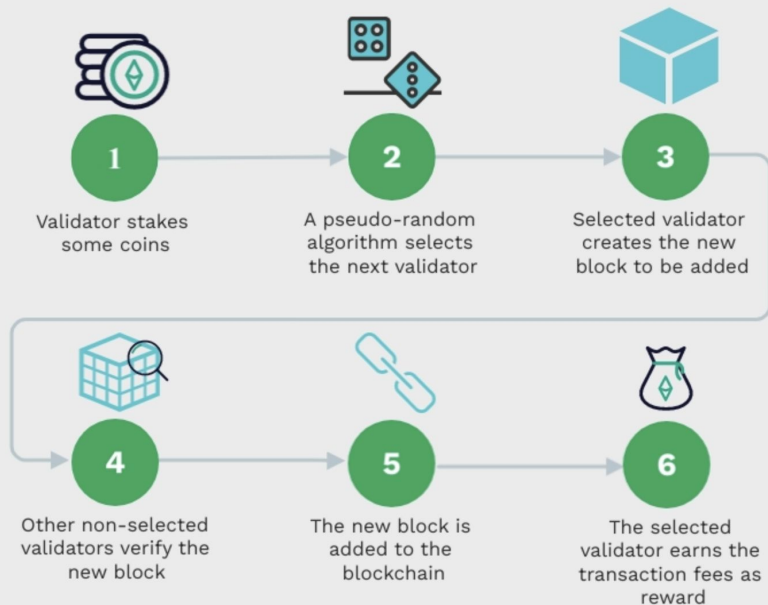 1
Validator stakes
some coins
2
A pseudo-random
algorithm selects
the next validator
3
Selected validator
creates the new
block to be added
4
Other non-selected
validators verify the
new block
5
The new block is
added to the
blockchain
6
The selected
validator earns the
transaction fees as
reward